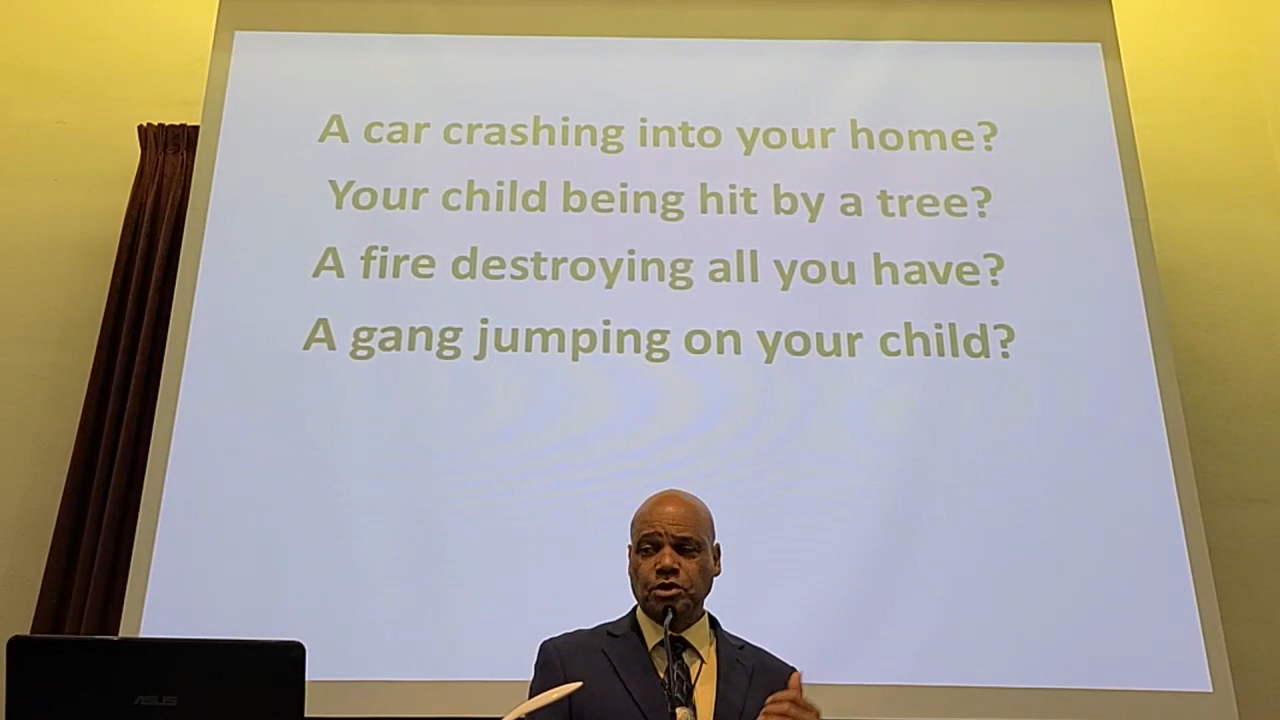 A car crashing into your home?
Your child being hit by a tree?
A fire destroying all you have?
A gang jumping on your child?
ASUS